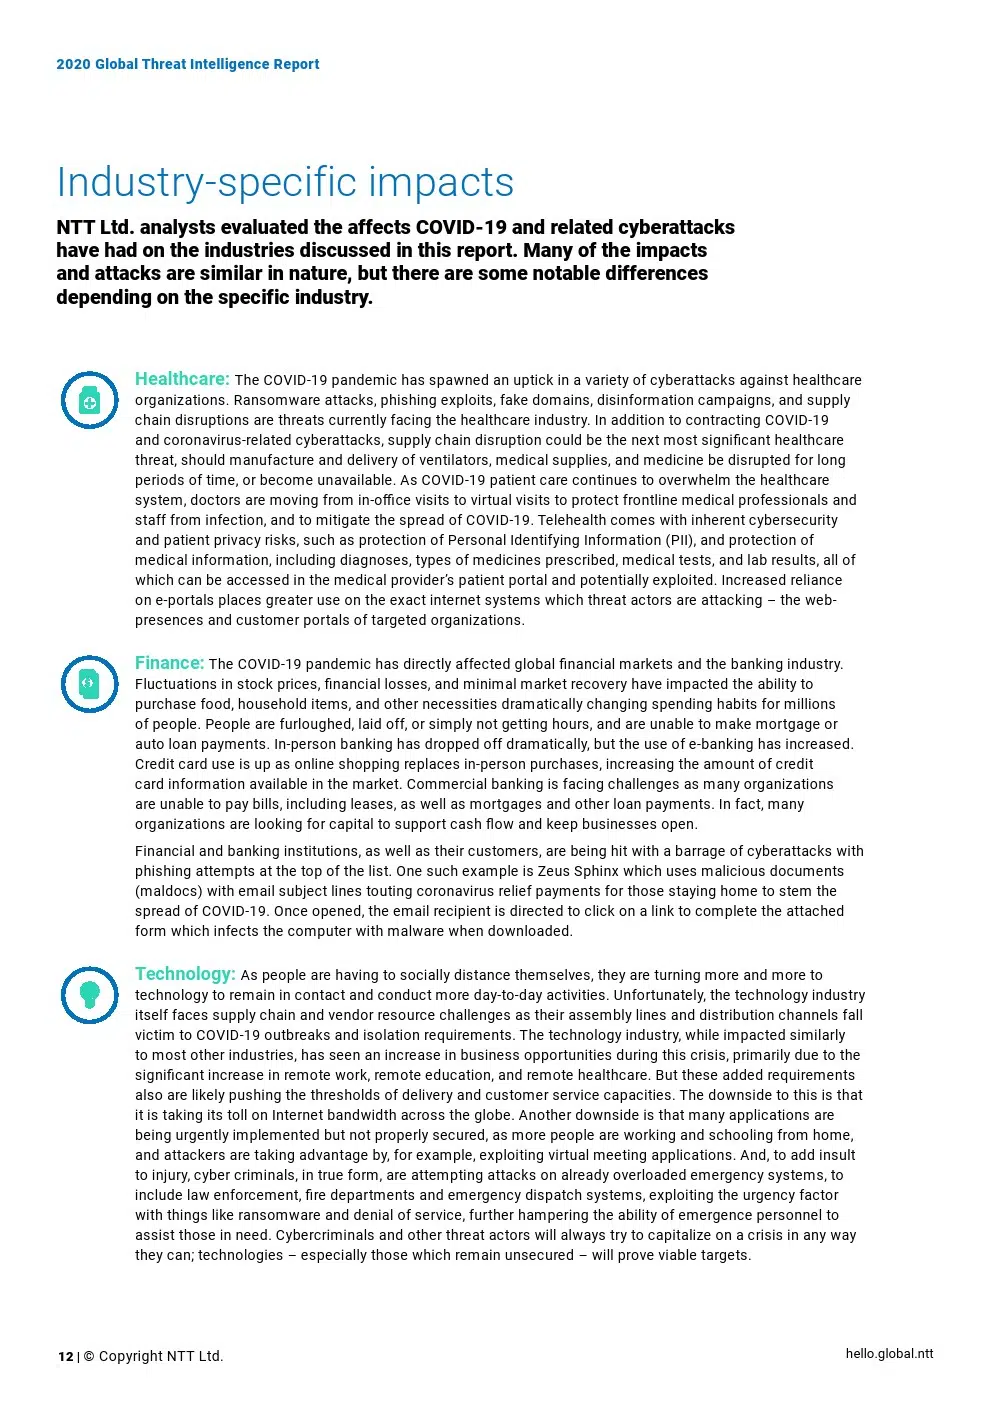 2020 Global Threat Intelligence Report
Industry-specific impacts
NTT Ltd. analysts evaluated the affects COVID-19 and related cyberattacks
have had on the industries discussed in this report. Many of the impacts
and attacks are similar in nature, but there are some notable differences
depending on the specific industry.
Healthcare: The COVID-19 pandemic has spawned an uptick in a variety of cyberattacks against healthcare
organizations. Ransomware attacks, phishing exploits, fake domains, disinformation campaigns, and supply
chain disruptions are threats currently facing the healthcare industry. In addition to contracting COVID-19
and coronavirus-related cyberattacks, supply chain disruption could be the next most significant healthcare
threat, should manufacture and delivery of ventilators, medical supplies, and medicine be disrupted for long
periods of time, or become unavailable. As COVID-19 patient care continues to overwhelm the healthcare
system, doctors are moving from in-office visits to virtual visits to protect frontline medical professionals and
staff from infection, and to mitigate the spread of COVID-19. Telehealth comes with inherent cybersecurity
and patient privacy risks, such as protection of Personal Identifying Information (PII), and protection of
medical information, including diagnoses, types of medicines prescribed, medical tests, and lab results, all of
which can be accessed in the medical provider's patient portal and potentially exploited. Increased reliance
on e-portals places greater use on the exact internet systems which threat actors are attacking – the web-
presences and customer portals of targeted organizations.
Finance: The COVID-19 pandemic has directly affected global financial markets and the banking industry.
Fluctuations in stock prices, financial losses, and minimal market recovery have impacted the ability to
purchase food, household items, and other necessities dramatically changing spending habits for millions
of people. People are furloughed, laid off, or simply not getting hours, and are unable to make mortgage or
auto loan payments. In-person banking has dropped off dramatically, but the use of e-banking has increased.
Credit card use is up as online shopping replaces in-person purchases, increasing the amount of credit
card information available in the market. Commercial banking is facing challenges as many organizations
are unable to pay bills, including leases, as well as mortgages and other loan payments. In fact, many
organizations are looking for capital to support cash flow and keep businesses open.
Financial and banking institutions, as well as their customers, are being hit with a barrage of cyberattacks with
phishing attempts at the top of the list. One such example is Zeus Sphinx which uses malicious documents
(maldocs) with email subject lines touting coronavirus relief payments for those staying home to stem the
spread of COVID-19. Once opened, the email recipient is directed to click on a link to complete the attached
form which infects the computer with malware when downloaded.
Technology: As people are having to socially distance themselves, they are turning more and more to
technology to remain in contact and conduct more day-to-day activities. Unfortunately, the technology industry
itself faces supply chain and vendor resource challenges as their assembly lines and distribution channels fall
victim to COVID-19 outbreaks and isolation requirements. The technology industry, while impacted similarly
to most other industries, has seen an increase in business opportunities during this crisis, primarily due to the
significant increase in remote work, remote education, and remote healthcare. But these added requirements
also are likely pushing the thresholds of delivery and customer service capacities. The downside to this is that
it is taking its toll on Internet bandwidth across the globe. Another downside is that many applications are
being urgently implemented but not properly secured, as more people are working and schooling from home,
and attackers are taking advantage by, for example, exploiting virtual meeting applications. And, to add insult
to injury, cyber criminals, in true form, are attempting attacks on already overloaded emergency systems, to
include law enforcement, fire departments and emergency dispatch systems, exploiting the urgency factor
with things like ransomware and denial of service, further hampering the ability of emergence personnel to
assist those in need. Cybercriminals and other threat actors will always try to capitalize on a crisis in any way
they can; technologies – especially those which remain unsecured – will prove viable targets.
12 | © Copyright NTT Ltd.
hello.global.ntt